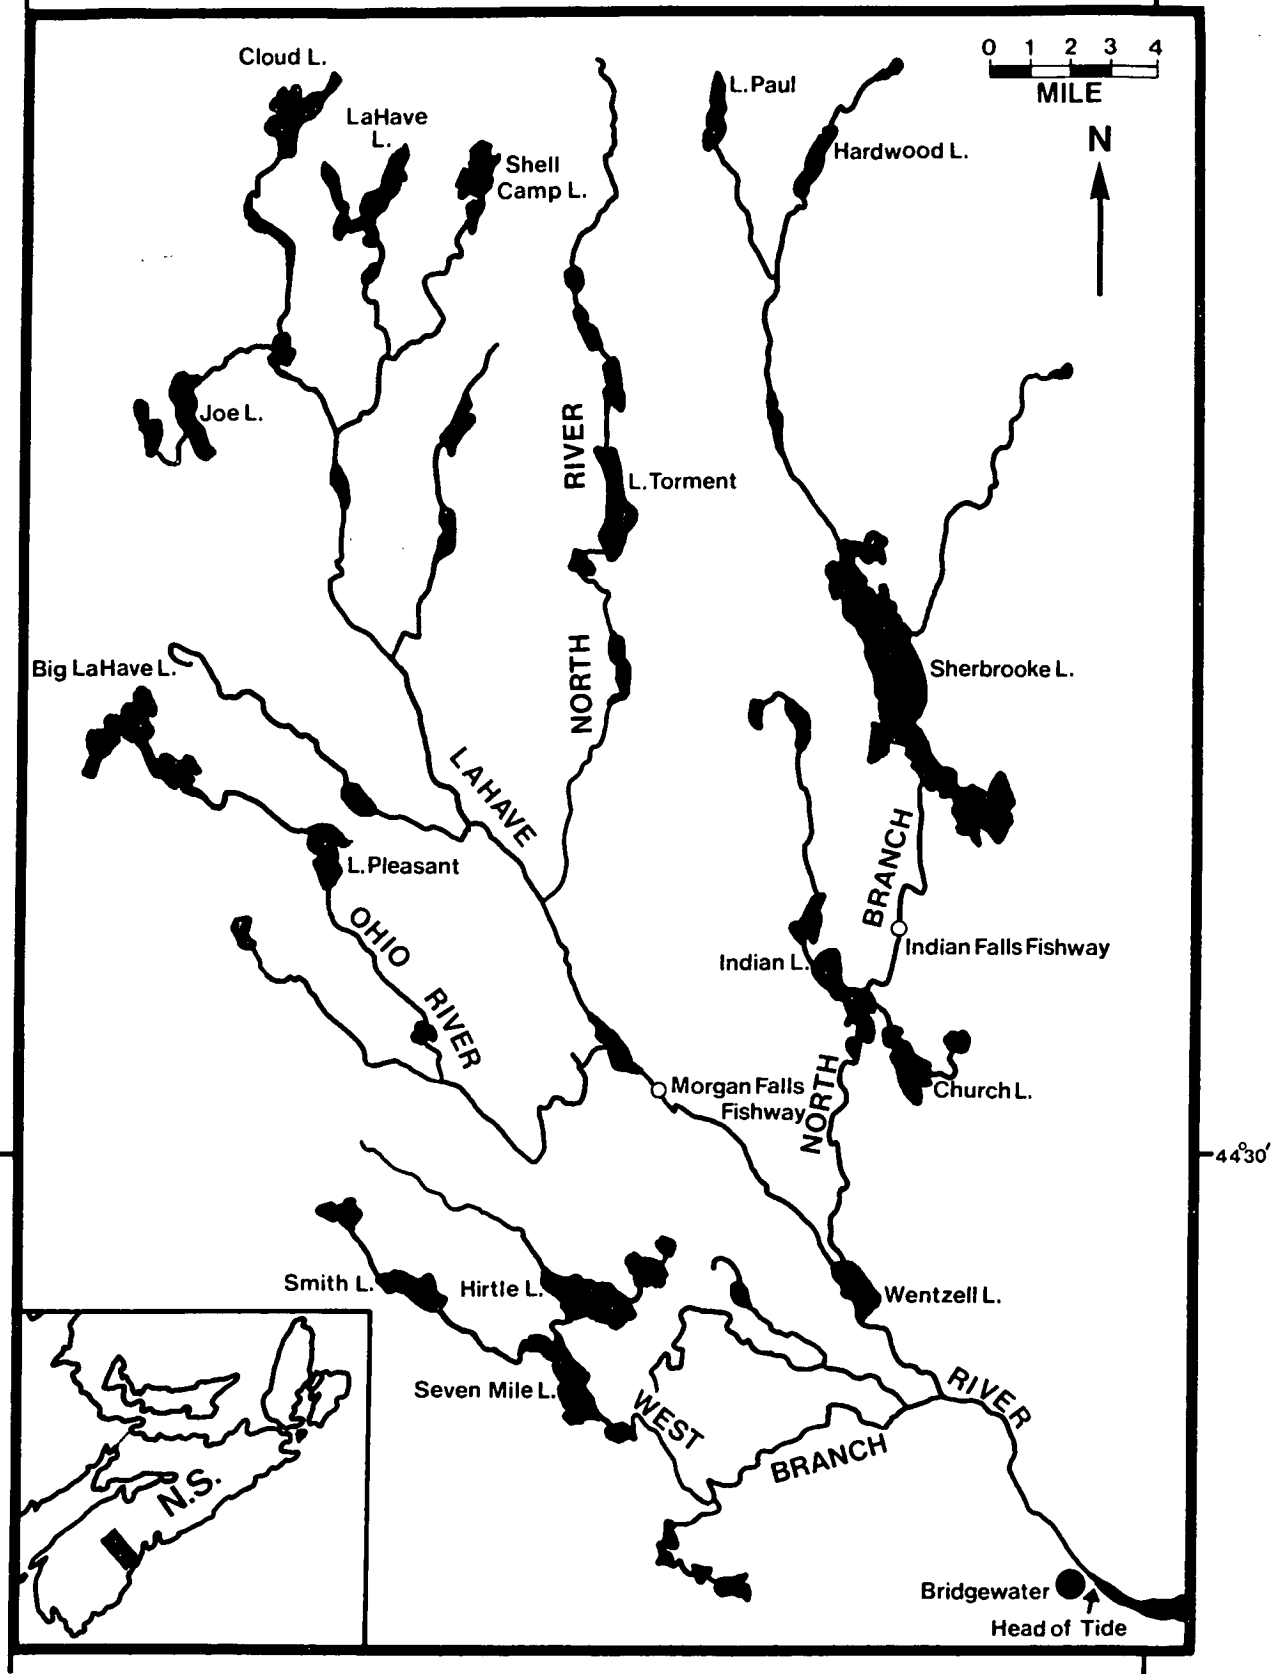 Cloud L.
0 1 2 3 4
MILE
L.Paul
LaHave
L.
Shell
Camp L.
Hardwood L.
N
Joe L.
RIVER
L.Torment
NORTH
Big LaHave L.
Sherbrooke L.
LAHAVE
L.Pleasant
BRANCH
OHIO
RIVER
Indian L.
Indian Falls Fishway
Morgan Falls
Fishway
NORTH
Church L.
44°30'
Smith L.
Hirtle L.
Wentzell L.
Seven Mile L.
WEST
BRANCH
RIVER
N.S.
Bridgewater
Head of Tide